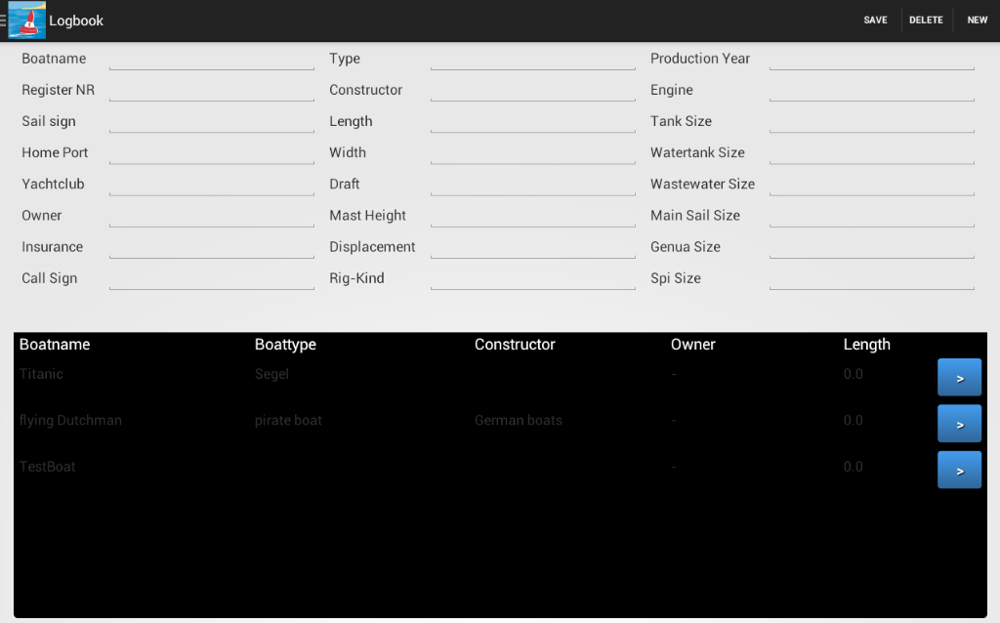 Logbook SAVE DELETE NEW
Boatname Type Production Year
Register NR Constructor Engine
Sail sign Length Tank Size
Home Port Width Watertank Size
Yachtclub Draft Wastewater Size
Owner Mast Height Main Sail Size
Insurance Displacement Genua Size
Call Sign Rig-Kind Spi Size
Boatname Boattype Constructor Owner Length
Titanic Segel - 0.0 >
flying Dutchman pirate boat German boats - 0.0 >
TestBoat - 0.0 >